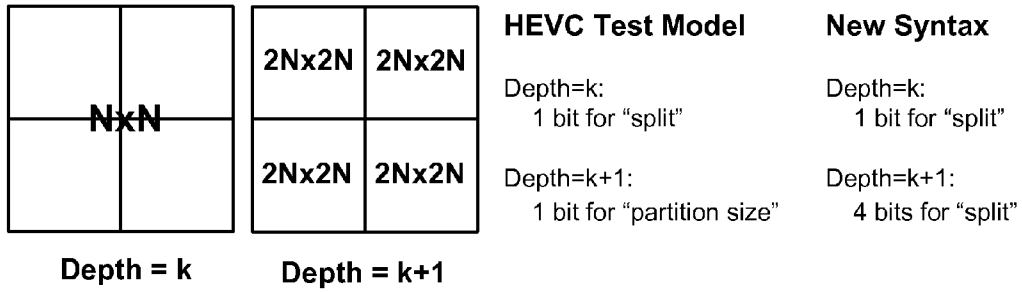 NxN
2Nx2N 2Nx2N
2Nx2N 2Nx2N
Depth = k
Depth = k+1
HEVC Test Model
Depth=k:
1 bit for “split”
Depth=k+1:
1 bit for “partition size”
New Syntax
Depth=k:
1 bit for “split”
Depth=k+1:
4 bits for “split”